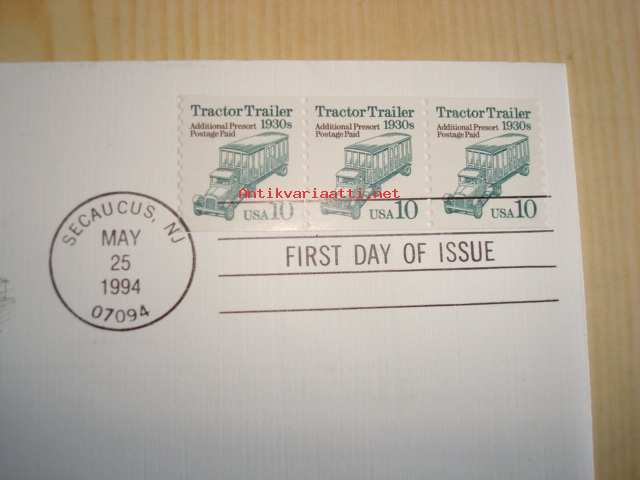 Tractor Trailer
Additional Presort 1930s
Postage Paid
USA 10
Tractor Trailer
Additional Presort 1930s
Postage Paid
USA 10
Tractor Trailer
Additional Presort 1930s
Postage Paid
USA 10
Antikvariaatti.net
SECAUCUS, NJ
MAY
25
1994
07094
FIRST DAY OF ISSUE